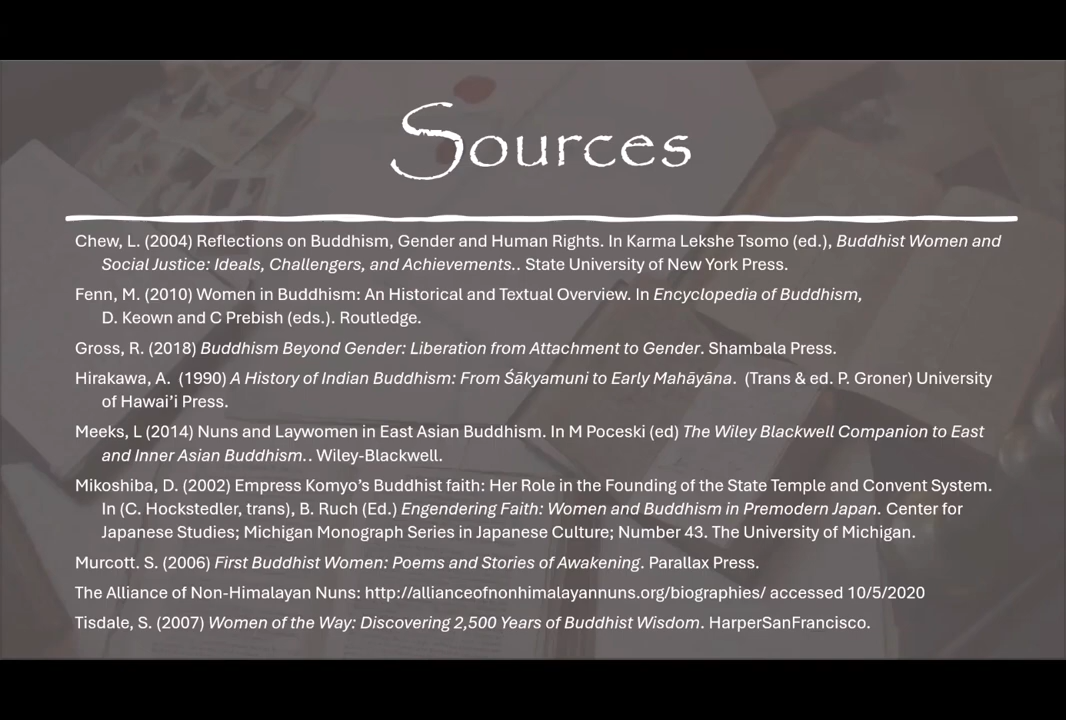 Sources
Chew, L. (2004) Reflections on Buddhism, Gender and Human Rights. In Karma Lekshe Tsomo (ed.), Buddhist Women and
Social Justice: Ideals, Challengers, and Achievements.. State University of New York Press.
Fenn, M. (2010) Women in Buddhism: An Historical and Textual Overview. In Encyclopedia of Buddhism,
D. Keown and C Prebish (eds.). Routledge.
Gross, R. (2018) Buddhism Beyond Gender: Liberation from Attachment to Gender. Shambala Press.
Hirakawa, A. (1990) A History of Indian Buddhism: From Śākyamuni to Early Mahāyāna. (Trans & ed. P. Groner) University
of Hawai’i Press.
Meeks, L (2014) Nuns and Laywomen in East Asian Buddhism. In M Poceski (ed) The Wiley Blackwell Companion to East
and Inner Asian Buddhism.. Wiley-Blackwell.
Mikoshiba, D. (2002) Empress Komyo’s Buddhist faith: Her Role in the Founding of the State Temple and Convent System.
In (C. Hockstedler, trans), B. Ruch (Ed.) Engendering Faith: Women and Buddhism in Premodern Japan. Center for
Japanese Studies; Michigan Monograph Series in Japanese Culture; Number 43. The University of Michigan.
Murcott. S. (2006) First Buddhist Women: Poems and Stories of Awakening. Parallax Press.
The Alliance of Non-Himalayan Nuns: http://allianceofnonhimalayannuns.org/biographies/ accessed 10/5/2020
Tisdale, S. (2007) Women of the Way: Discovering 2,500 Years of Buddhist Wisdom. HarperSanFrancisco.